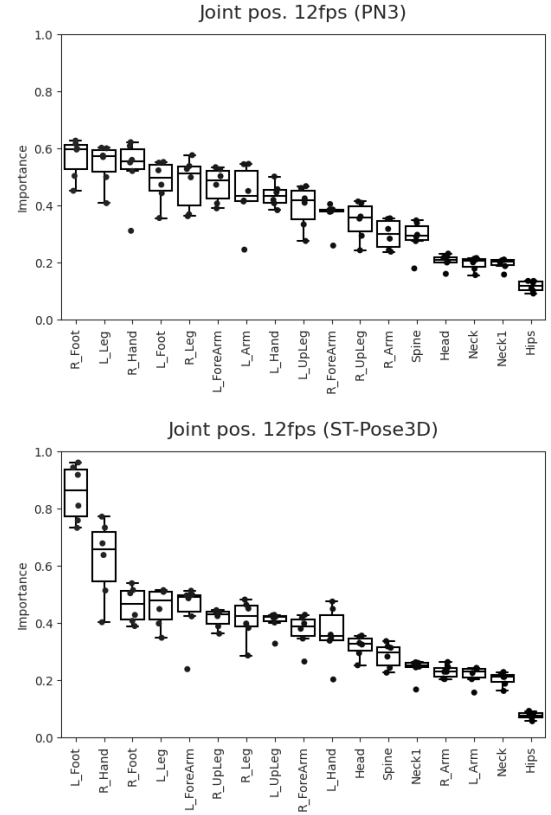 Joint pos. 12fps (PN3)
1.0
0.8
0.6
0.4
0.2
0.0
Importance
R_Foot
L_Leg
R_Hand
L_Foot
R_Leg
L_ForeArm
L_Arm
L_Hand
L_UpLeg
R_ForeArm
R_UpLeg
R_Arm
Spine
Head
Neck
Neck1
Hips
Joint pos. 12fps (ST-Pose3D)
1.0
0.8
0.6
0.4
0.2
0.0
Importance
L_Foot
R_Hand
R_Foot
L_Leg
L_ForeArm
R_UpLeg
R_Leg
L_UpLeg
R_ForeArm
L_Hand
Head
Spine
Neck1
R_Arm
L_Arm
Neck
Hips